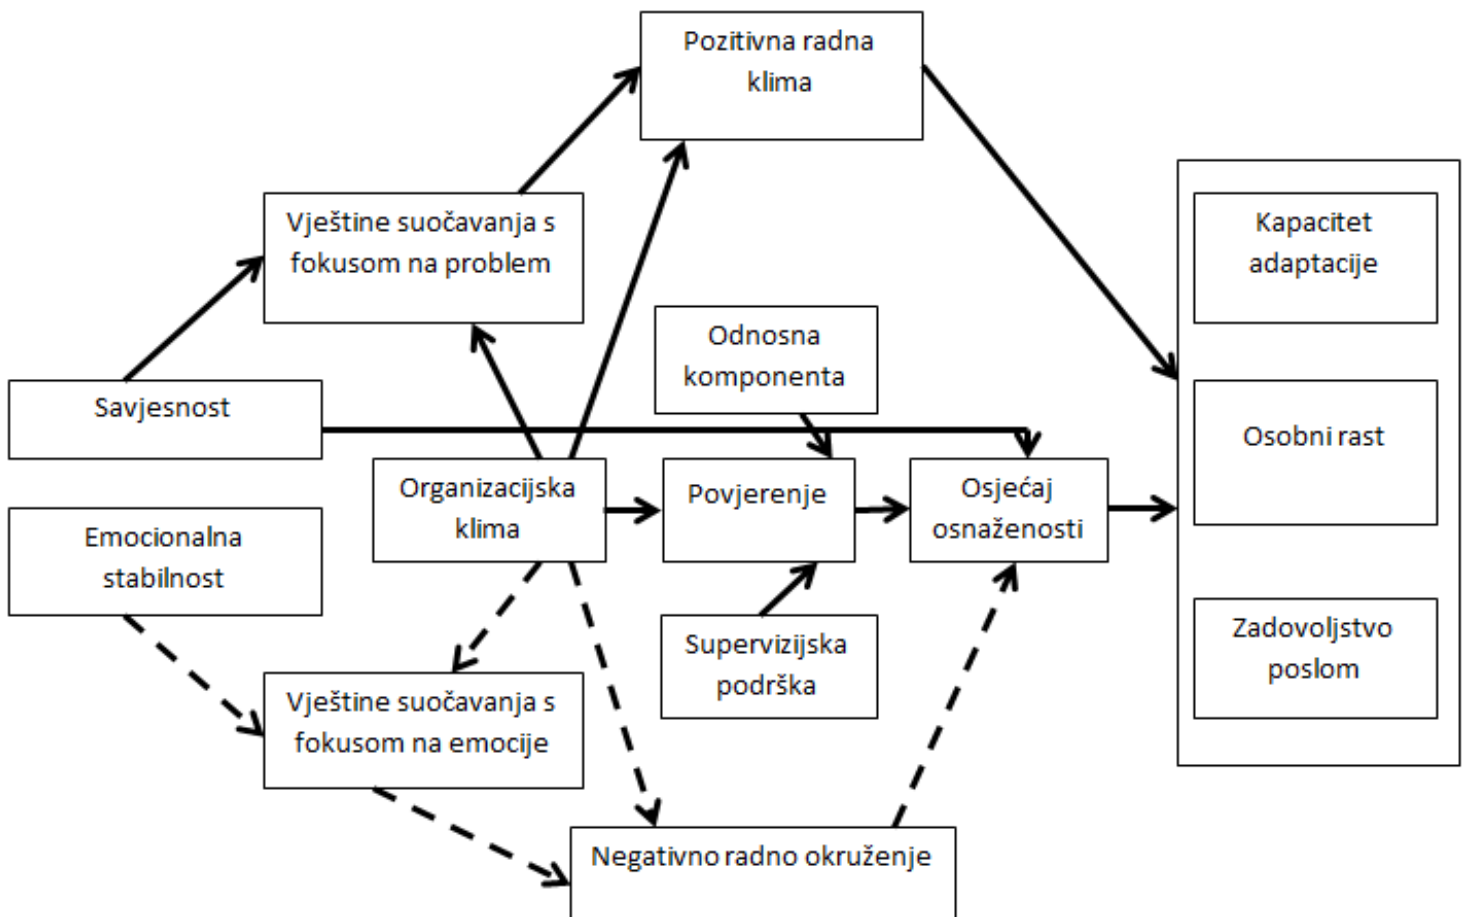 Pozitivna radna
klima
Vještine suočavanja s
fokusom na problem
Kapacitet
adaptacije
Odnosna
komponenta
Savjesnost
Osobni rast
Organizacijska
klima
Povjerenje
Osjećaj
osnaženosti
Emocionalna
stabilnost
Supervizijska
podrška
Zadovoljstvo
poslom
Vještine suočavanja s
fokusom na emocije
Negativno radno okruženje